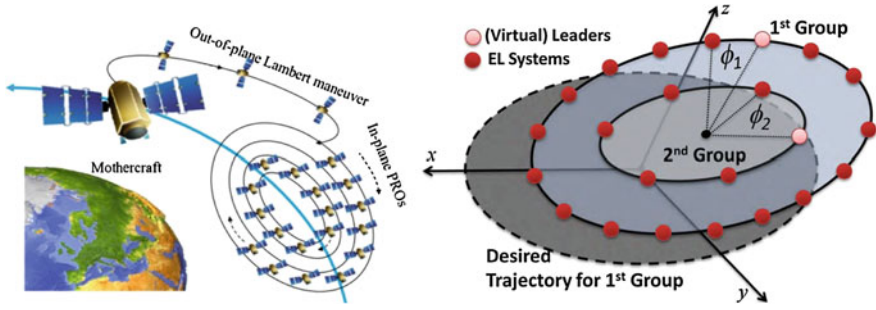 Out-of-plane Lambert maneuver
In-plane PROs
Mothercraft
(Virtual) Leaders
EL Systems
z
1st Group
ϕ1
ϕ2
2nd Group
x
Desired
Trajectory for 1st Group
y